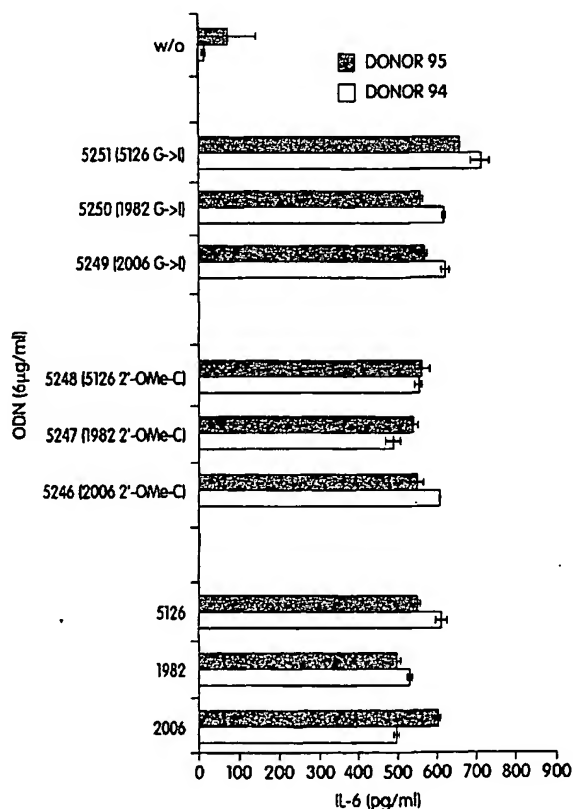 w/o
DONOR 95
DONOR 94
5251 (5126 G->I)
5250 (1982 G->I)
5249 (2006 G->I)
5248 (5126 2'-OMe-C)
5247 (1982 2'-OMe-C)
5246 (2006 2'-OMe-C)
5126
1982
2006
ODN (6µg/ml)
0 100 200 300 400 500 600 700 800 900
IL-6 (pg/ml)